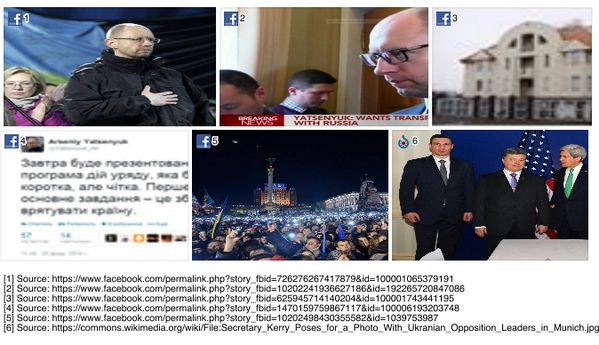 1
2
3
BREAKING
NEWS
YATSENYUK: WANTS TRANSP
WITH RUSSIA
4
5
6
Arseniy Yatsenyuk
Завтра буде презентован
програма дій уряду, яка б
коротка, але чітка. Перше
основне завдання – це зб
врятувати країну.
57
14
[1] Source: https://www.facebook.com/permalink.php?story_fbid=726276267417879&id=100001065379191
[2] Source: https://www.facebook.com/permalink.php?story_fbid=10202241936627186&id=192265720847086
[3] Source: https://www.facebook.com/permalink.php?story_fbid=625945714140204&id=100001743441195
[4] Source: https://www.facebook.com/permalink.php?story_fbid=1470159759867117&id=100006193203748
[5] Source: https://www.facebook.com/permalink.php?story_fbid=10202498430355582&id=1039753987
[6] Source: https://commons.wikimedia.org/wiki/File:Secretary_Kerry_Poses_for_a_Photo_With_Ukranian_Opposition_Leaders_in_Munich.jpg